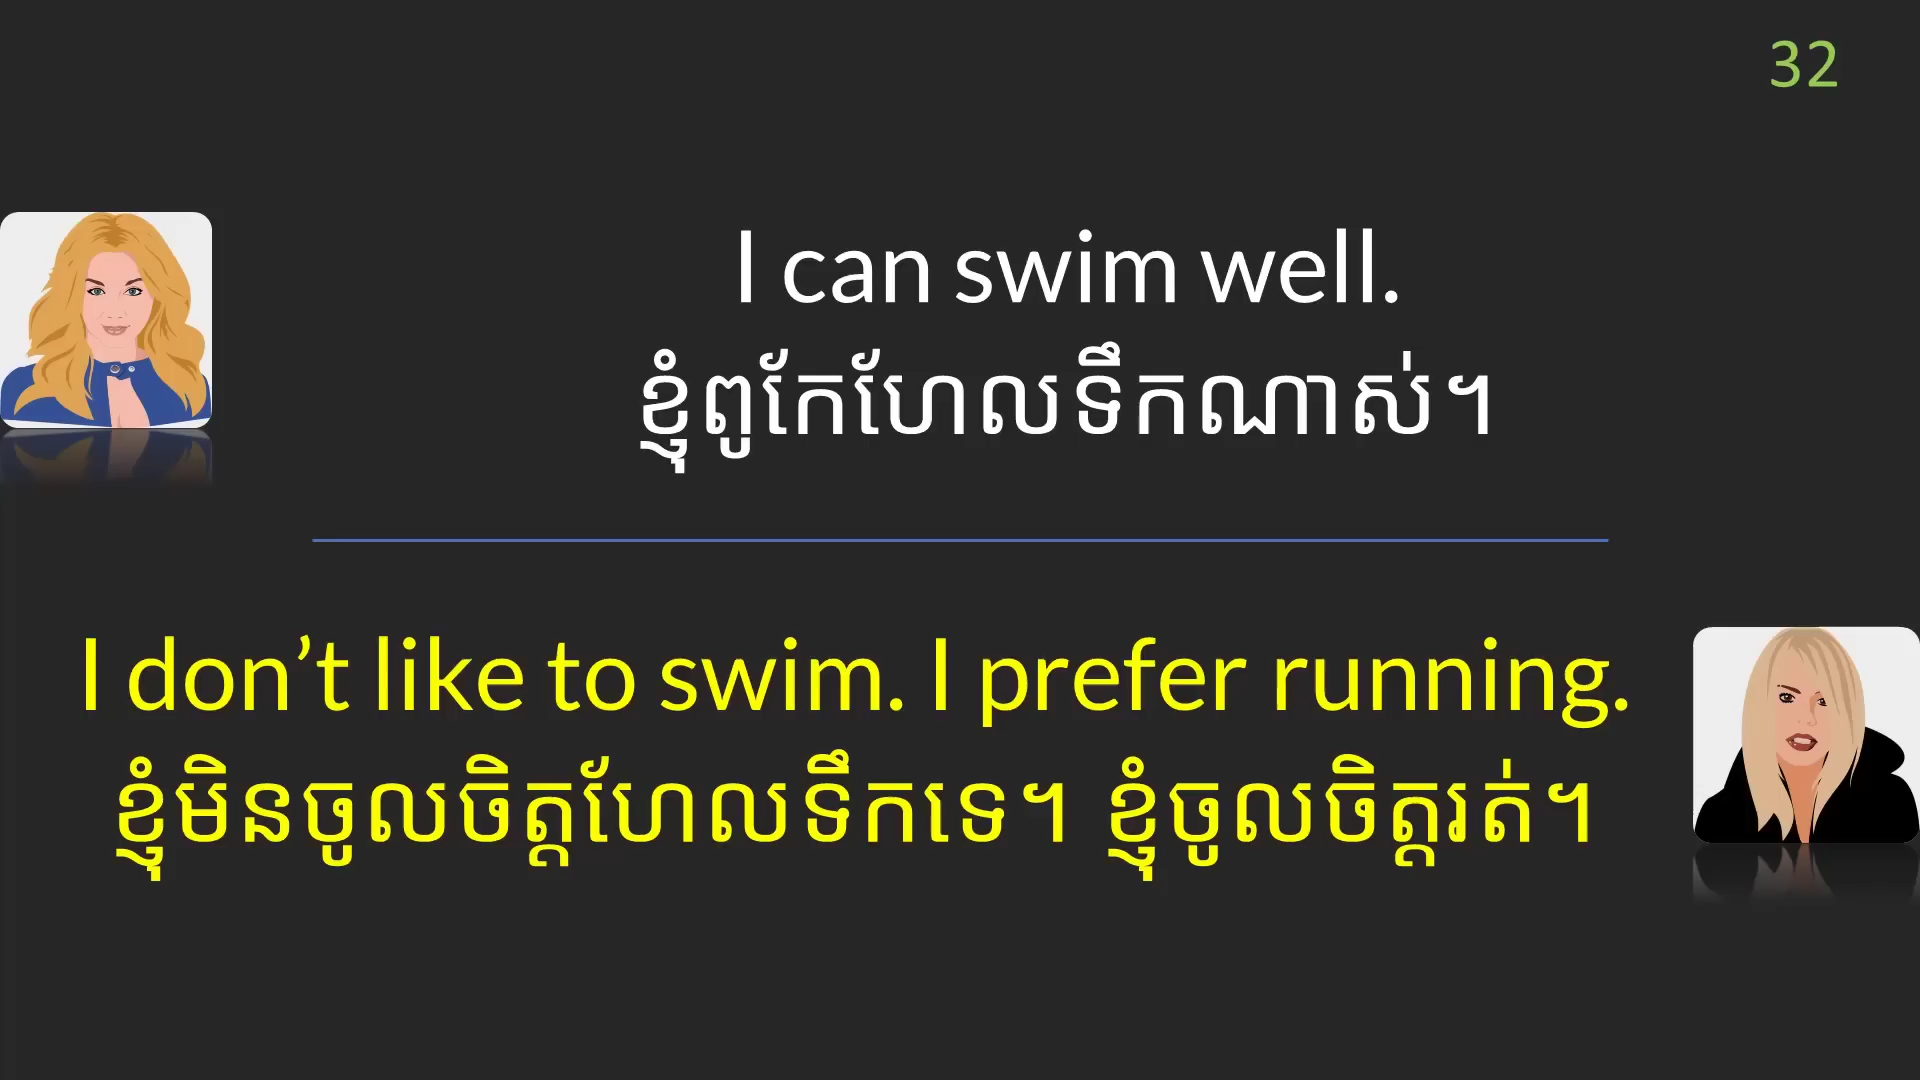 32
I can swim well.
ខ្ញុំពូកែហែលទឹកណាស់។
I don’t like to swim. I prefer running.
ខ្ញុំមិនចូលចិត្តហែលទឹកទេ។ ខ្ញុំចូលចិត្តរត់។